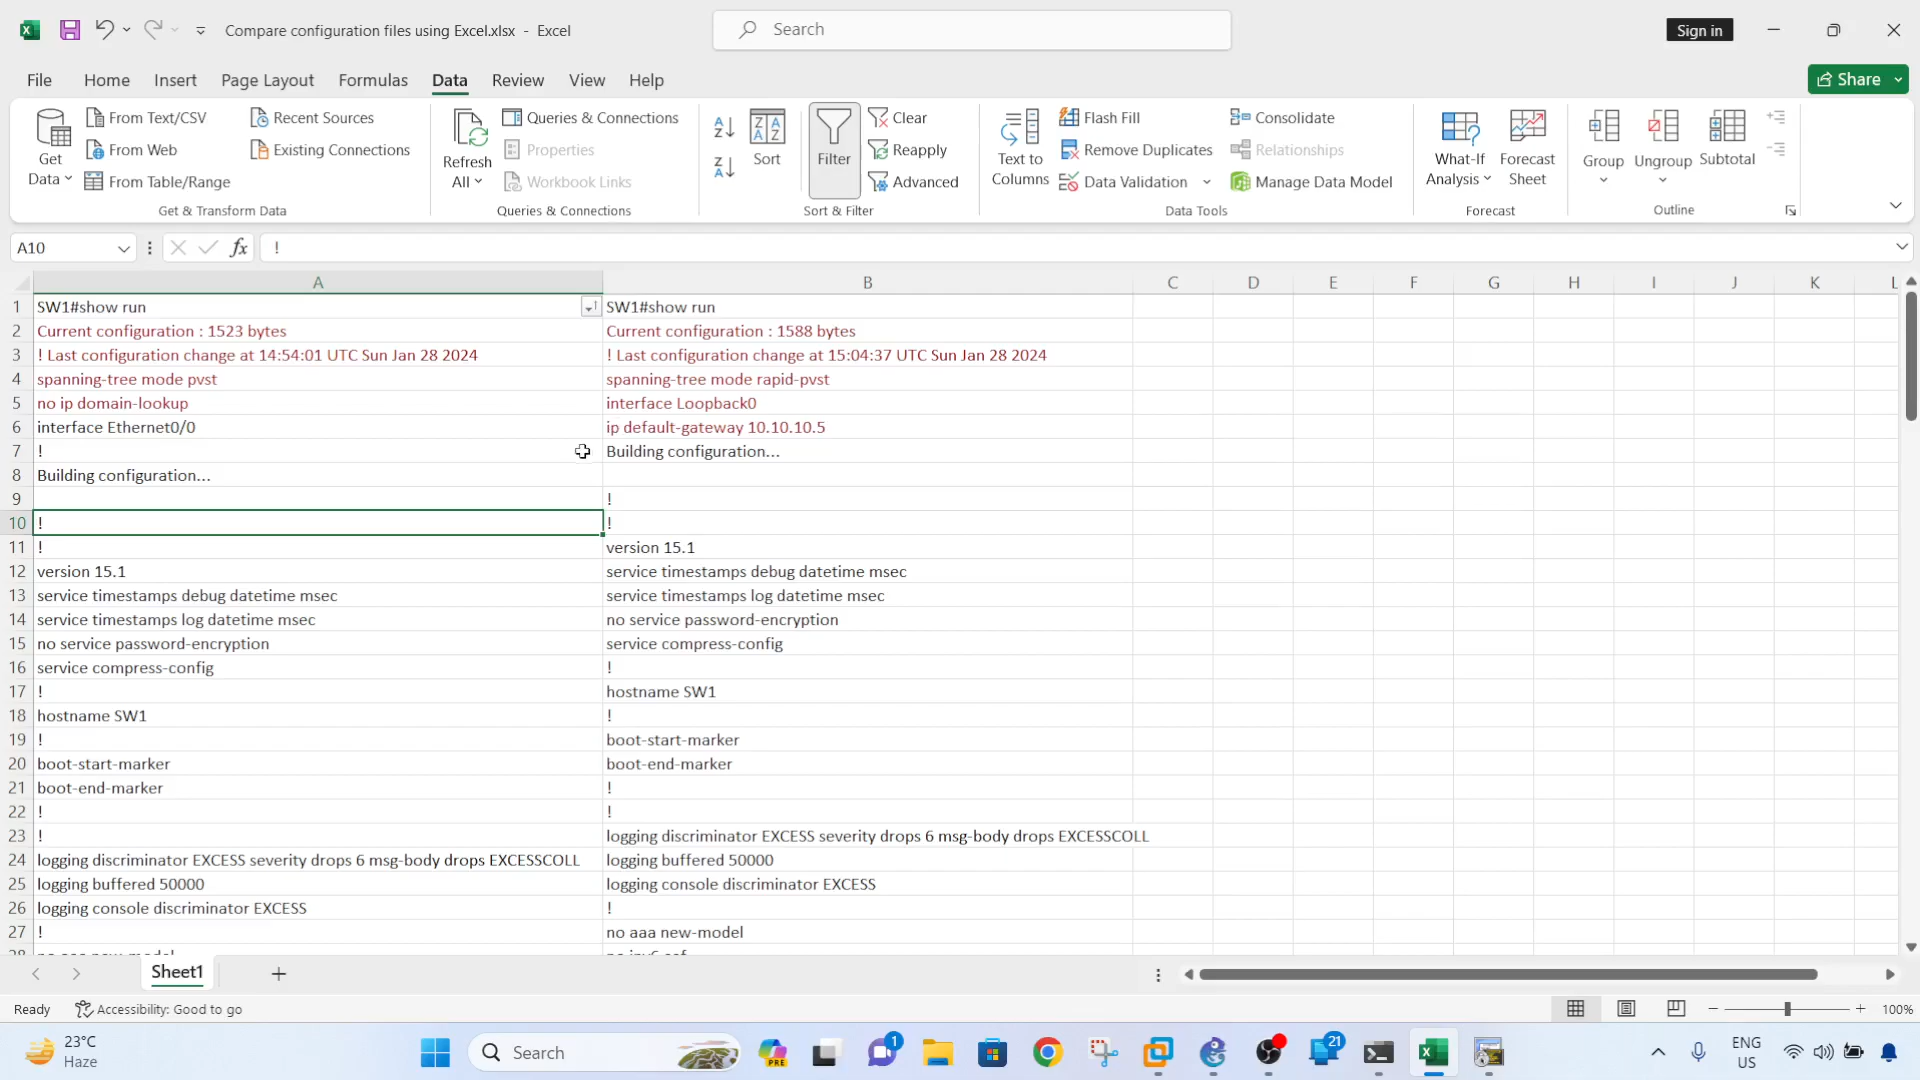 Compare configuration files using Excel.xlsx - Excel
Search
Sign in
File Home Insert Page Layout Formulas Data Review View Help
Share
Get Data
From Text/CSV
From Web
From Table/Range
Recent Sources
Existing Connections
Get & Transform Data
Refresh All
Queries & Connections
Properties
Workbook Links
Queries & Connections
Sort
Filter
Clear
Reapply
Advanced
Sort & Filter
Text to Columns
Flash Fill
Remove Duplicates
Data Validation
Consolidate
Relationships
Manage Data Model
Data Tools
What-If Analysis
Forecast Sheet
Forecast
Group
Ungroup
Subtotal
Outline
A10 fx !
A B C D E F G H I J K L
1 SW1#show run SW1#show run
2 Current configuration : 1523 bytes Current configuration : 1588 bytes
3 ! Last configuration change at 14:54:01 UTC Sun Jan 28 2024 ! Last configuration change at 15:04:37 UTC Sun Jan 28 2024
4 spanning-tree mode pvst spanning-tree mode rapid-pvst
5 no ip domain-lookup interface Loopback0
6 interface Ethernet0/0 ip default-gateway 10.10.10.5
7 ! Building configuration...
8 Building configuration...
9 !
10 ! !
11 ! version 15.1
12 version 15.1 service timestamps debug datetime msec
13 service timestamps debug datetime msec service timestamps log datetime msec
14 service timestamps log datetime msec no service password-encryption
15 no service password-encryption service compress-config
16 service compress-config !
17 ! hostname SW1
18 hostname SW1 !
19 ! boot-start-marker
20 boot-start-marker boot-end-marker
21 boot-end-marker !
22 ! !
23 ! logging discriminator EXCESS severity drops 6 msg-body drops EXCESSCOLL
24 logging discriminator EXCESS severity drops 6 msg-body drops EXCESSCOLL logging buffered 50000
25 logging buffered 50000 logging console discriminator EXCESS
26 logging console discriminator EXCESS !
27 ! no aaa new-model
Sheet1
Ready Accessibility: Good to go 100%
23°C
Haze
Search
PRE
1
21
ENG
US